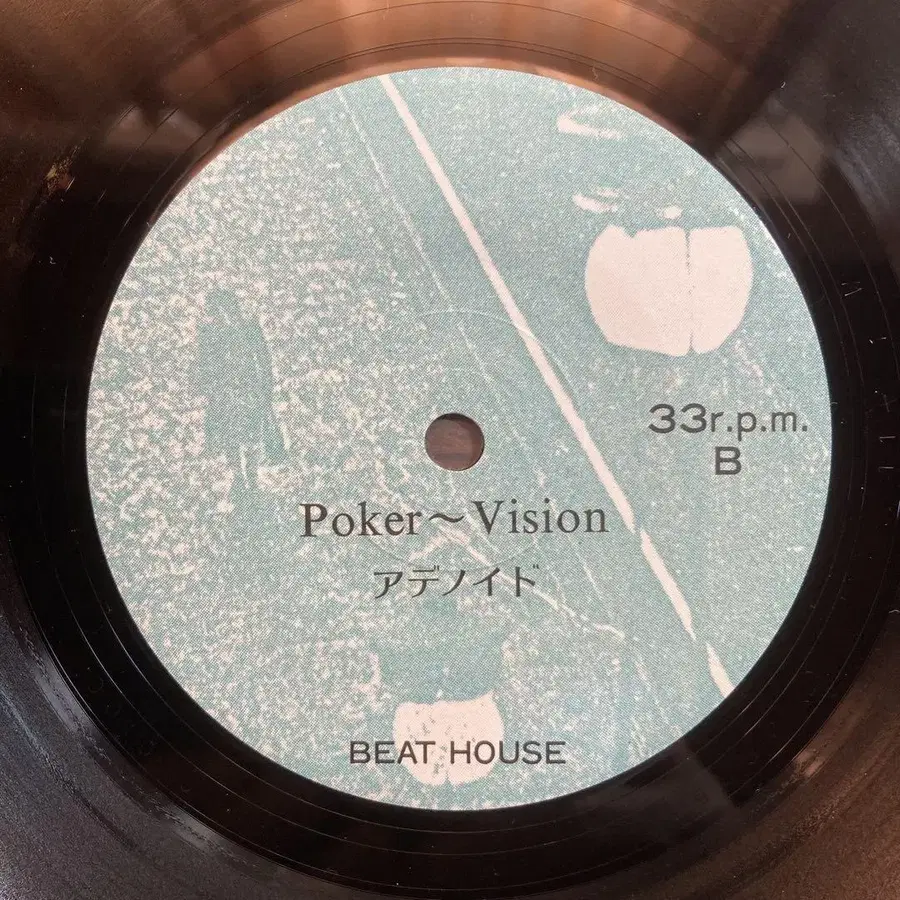 33r.p.m.
B
Poker～Vision
アデノイド
BEAT HOUSE